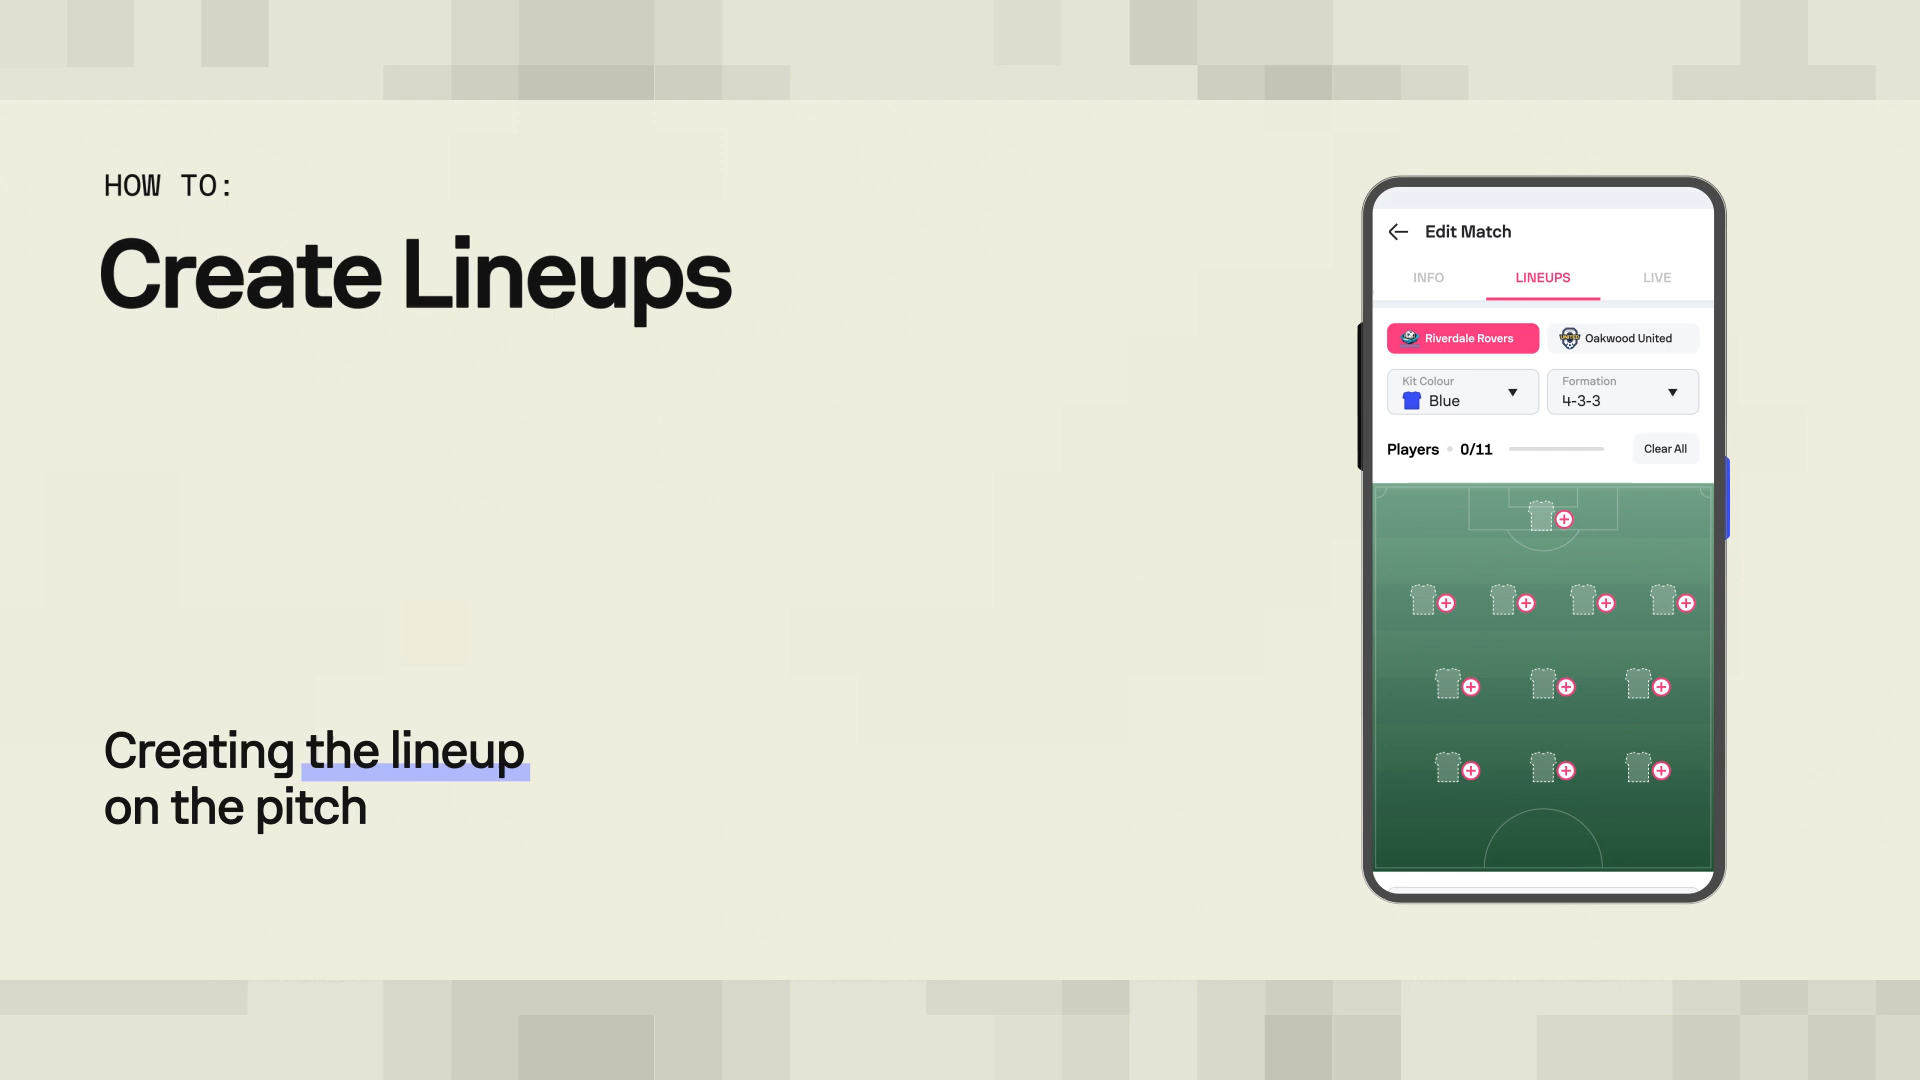 HOW TO:
Create Lineups
Creating the lineup
on the pitch
Edit Match
INFO LINEUPS LIVE
Riverdale Rovers Oakwood United
Kit Colour Formation
Blue 4-3-3
Players 0/11 Clear All